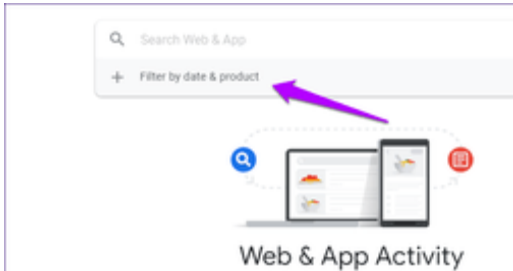 Search Web & App
Filter by date & product
Web & App Activity